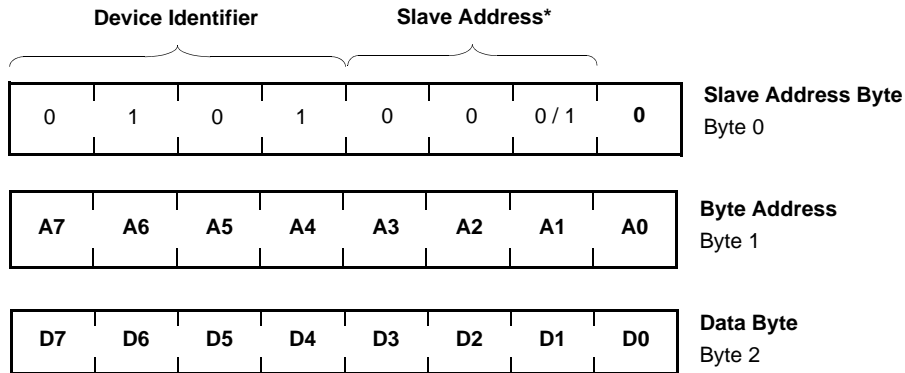 Device Identifier Slave Address*
0 1 0 1 0 0 0 / 1 0
Slave Address Byte
Byte 0
A7 A6 A5 A4 A3 A2 A1 A0
Byte Address
Byte 1
D7 D6 D5 D4 D3 D2 D1 D0
Data Byte
Byte 2